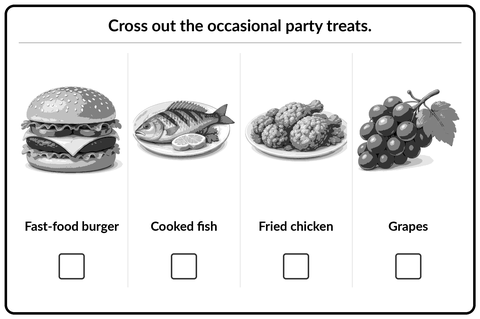 Cross out the occasional party treats.
Fast-food burger
Cooked fish
Fried chicken
Grapes